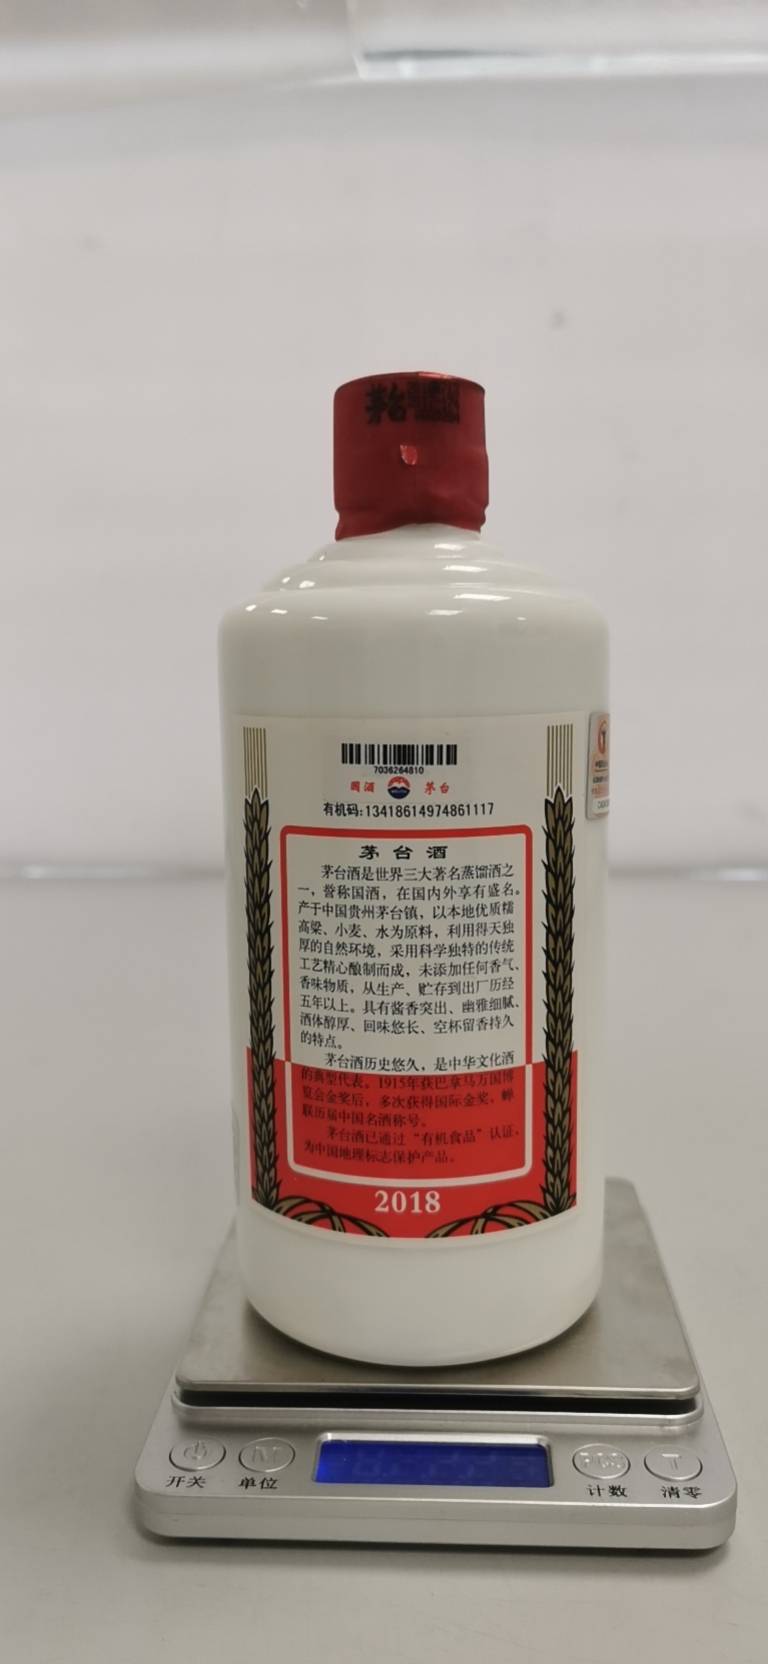 茅台
7036264810
国酒 茅台
有机码:13418614974861117
茅台酒
茅台酒是世界三大著名蒸馏酒之
一，誉称国酒，在国内外享有盛名。
产于中国贵州茅台镇，以本地优质糯
高粱、小麦、水为原料，利用得天独
厚的自然环境，采用科学独特的传统
工艺精心酿制而成，未添加任何香气、
香味物质，从生产、贮存到出厂历经
五年以上。具有酱香突出、幽雅细腻、
酒体醇厚、回味悠长、空杯留香持久
的特点。
茅台酒历史悠久，是中华文化酒
的典型代表。1915年获巴拿马万国博
览会金奖后，多次获得国际金奖，蝉
联历届中国名酒称号。
茅台酒已通过“有机食品”认证，
为中国地理标志保护产品。
2018
M T
开关 单位 计数 清零